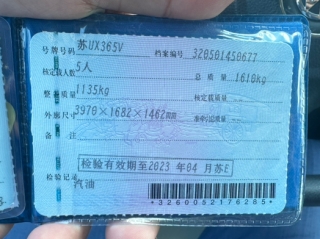 号牌号码 苏UX365V 档案编号 320501450677
核定载人数 5人 总质量 1610kg
整备质量 1135kg 核定载质量 --
外廓尺寸 3970×1682×1462mm 准牵引总质量 --
备注
检验有效期至2023年04月苏E
检验记录
汽油
*3260052176285*